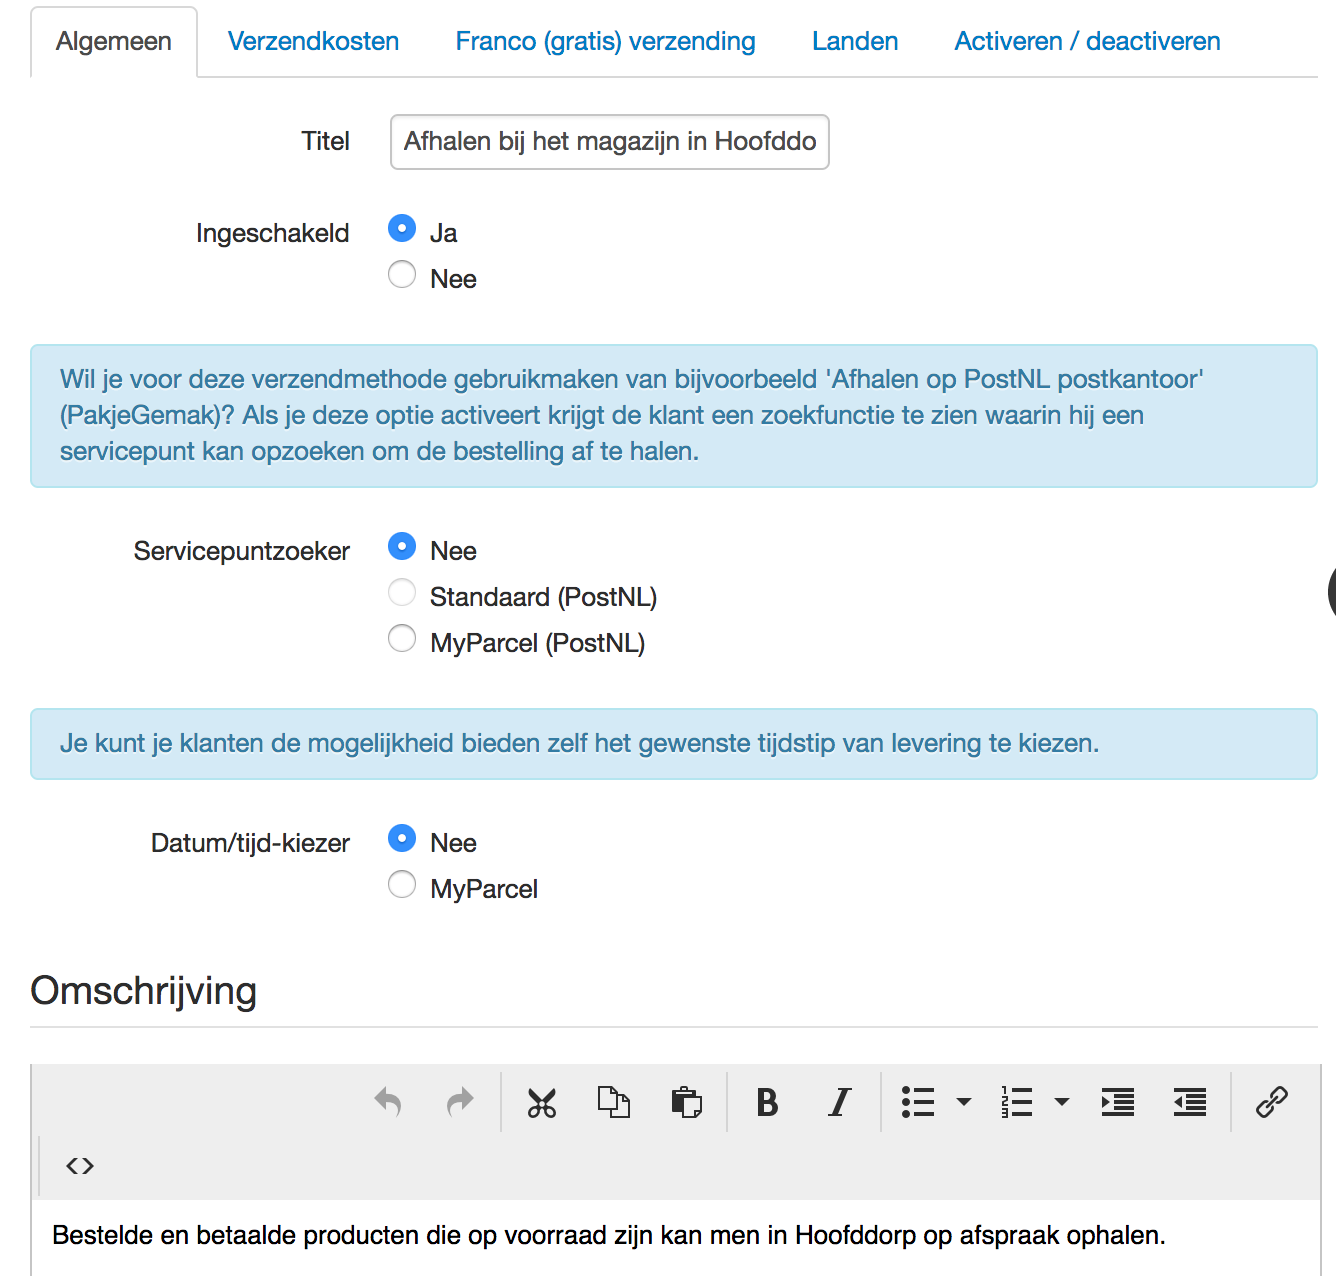 Algemeen Verzendkosten Franco (gratis) verzending Landen Activeren / deactiveren
Titel Afhalen bij het magazijn in Hoofddo
Ingeschakeld Ja
Nee
Wil je voor deze verzendmethode gebruikmaken van bijvoorbeeld 'Afhalen op PostNL postkantoor'
(PakjeGemak)? Als je deze optie activeert krijgt de klant een zoekfunctie te zien waarin hij een
servicepunt kan opzoeken om de bestelling af te halen.
Servicepuntzoeker Nee
Standaard (PostNL)
MyParcel (PostNL)
Je kunt je klanten de mogelijkheid bieden zelf het gewenste tijdstip van levering te kiezen.
Datum/tijd-kiezer Nee
MyParcel
Omschrijving
B I
Bestelde en betaalde producten die op voorraad zijn kan men in Hoofddorp op afspraak ophalen.